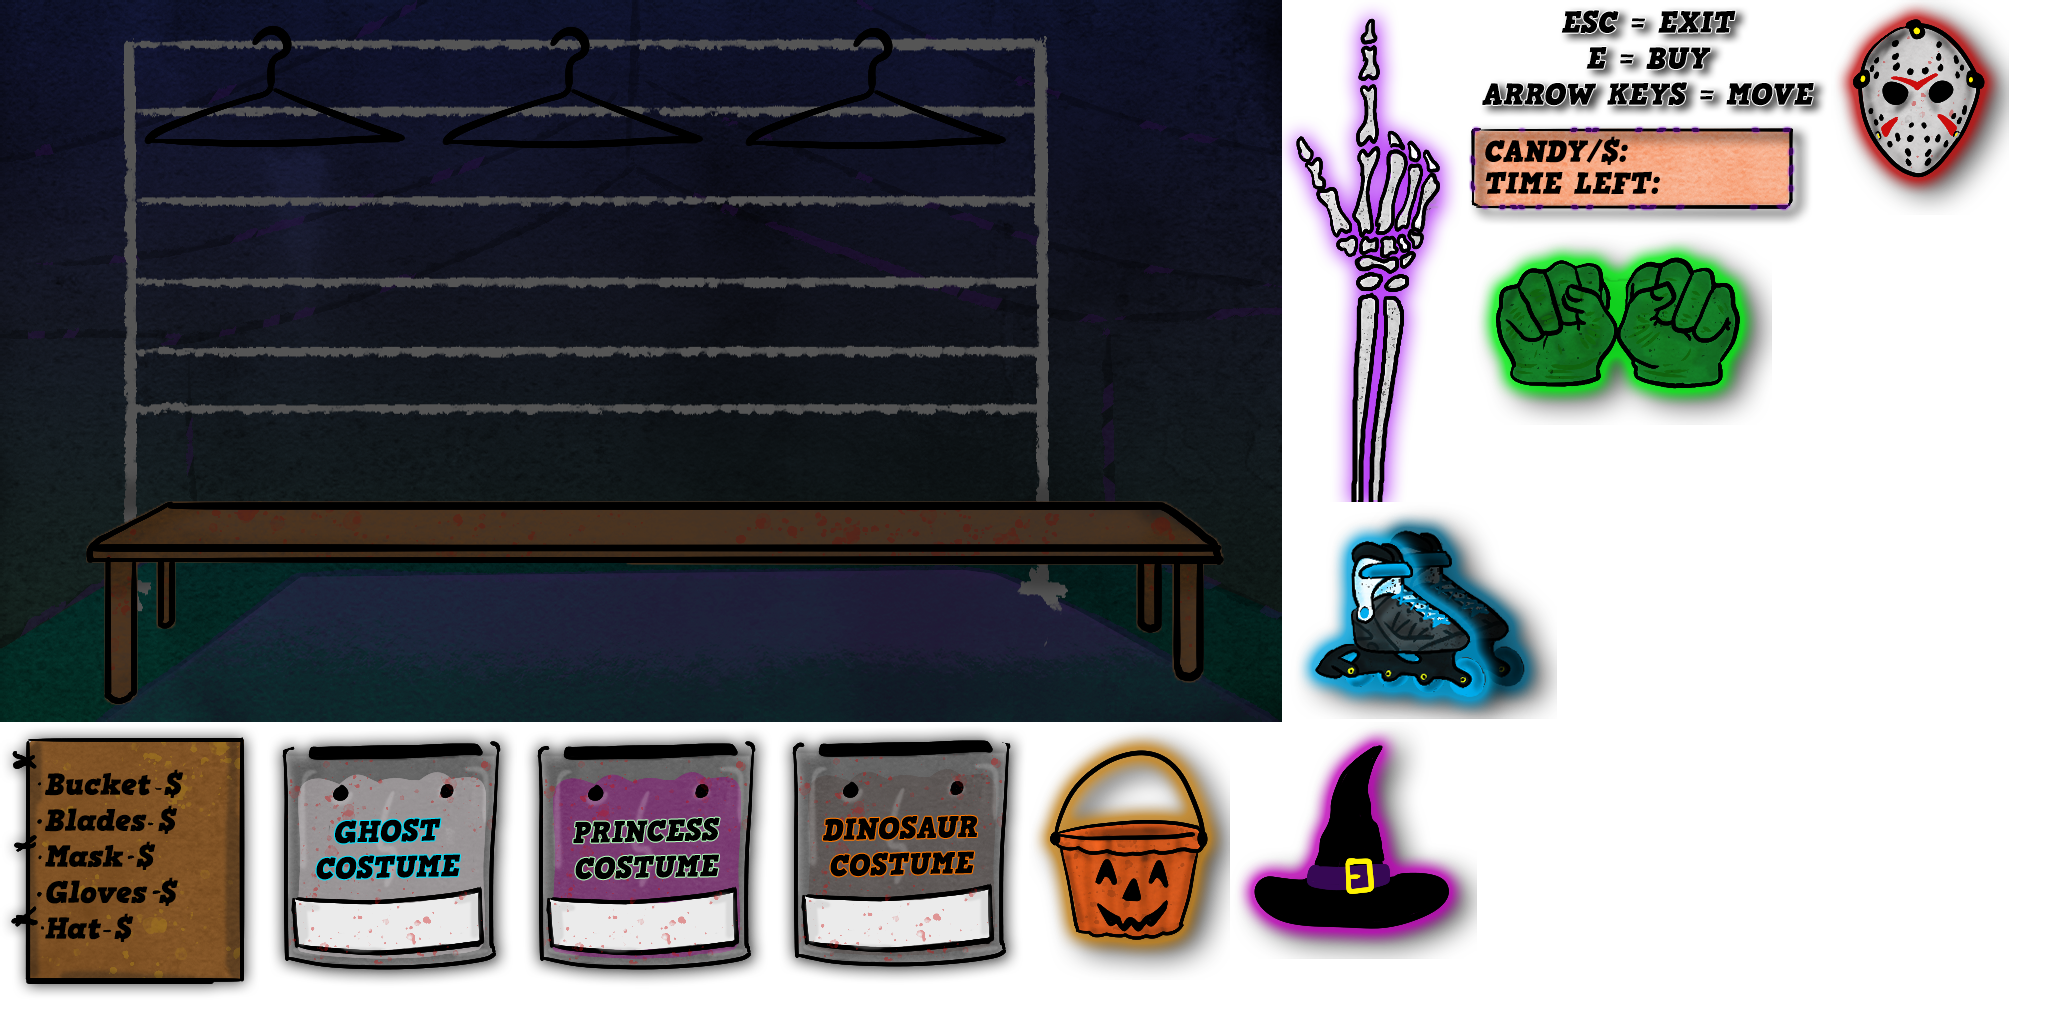 ESC = EXIT
E = BUY
ARROW KEYS = MOVE
CANDY/$:
TIME LEFT:
·Bucket-$
·Blades-$
·Mask-$
·Gloves-$
·Hat-$
GHOST
COSTUME
PRINCESS
COSTUME
DINOSAUR
COSTUME